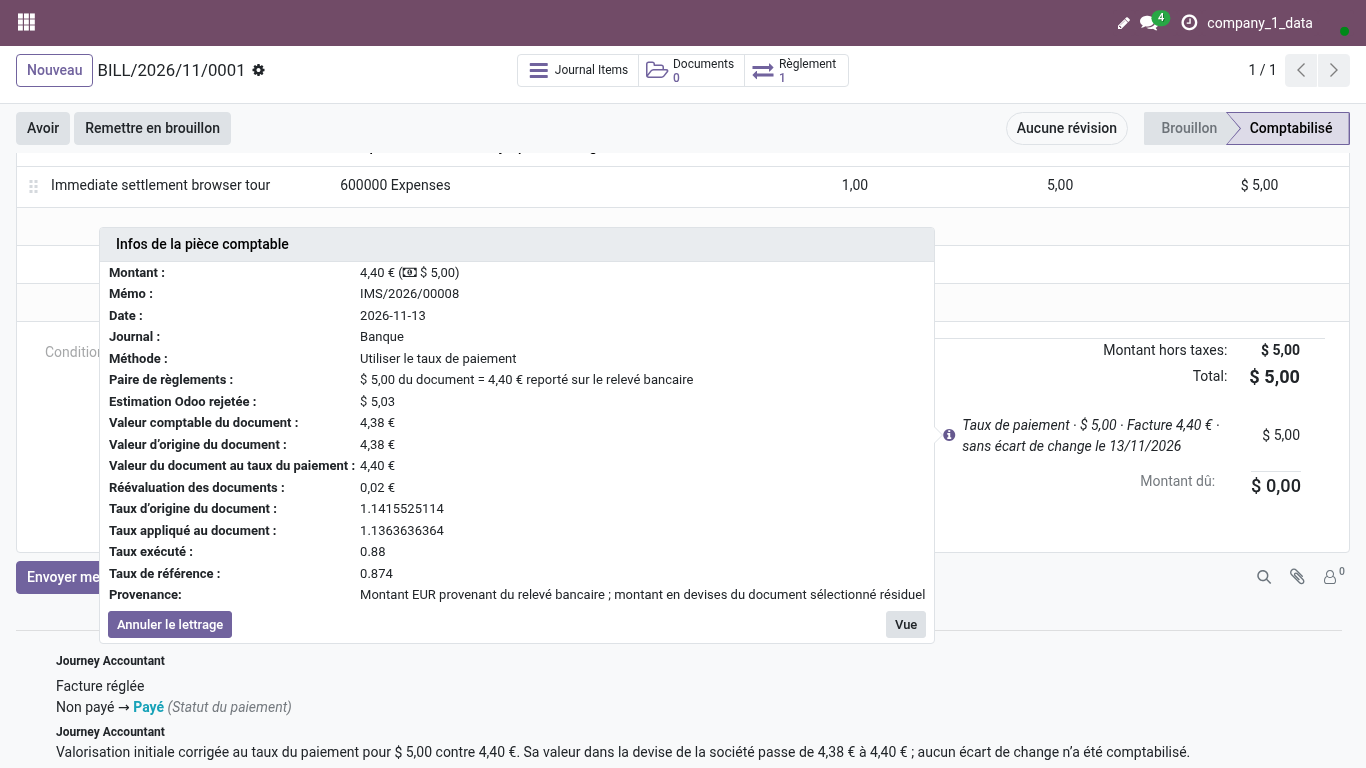 4
company_1_data
Nouveau
BILL/2026/11/0001
Journal Items
Documents
0
Règlement
1
1 / 1
Avoir
Remettre en brouillon
Aucune révision
Brouillon
Comptabilisé
Immediate settlement browser tour 600000 Expenses 1,00 5,00 $ 5,00
Infos de la pièce comptable
Montant : 4,40 € ( $ 5,00)
Mémo : IMS/2026/00008
Date : 2026-11-13
Journal : Banque
Méthode : Utiliser le taux de paiement
Paire de règlements : $ 5,00 du document = 4,40 € reporté sur le relevé bancaire
Estimation Odoo rejetée : $ 5,03
Valeur comptable du document : 4,38 €
Valeur d’origine du document : 4,38 €
Valeur du document au taux du paiement : 4,40 €
Réévaluation des documents : 0,02 €
Taux d’origine du document : 1.1415525114
Taux appliqué au document : 1.1363636364
Taux exécuté : 0.88
Taux de référence : 0.874
Provenance: Montant EUR provenant du relevé bancaire ; montant en devises du document sélectionné résiduel
Annuler le lettrage
Vue
Condition
Montant hors taxes: $ 5,00
Total: $ 5,00
Taux de paiement · $ 5,00 · Facture 4,40 € ·
sans écart de change le 13/11/2026
$ 5,00
Montant dû: $ 0,00
Envoyer me
0
Journey Accountant
Facture réglée
Non payé → Payé (Statut du paiement)
Journey Accountant
Valorisation initiale corrigée au taux du paiement pour $ 5,00 contre 4,40 €. Sa valeur dans la devise de la société passe de 4,38 € à 4,40 € ; aucun écart de change n’a été comptabilisé.